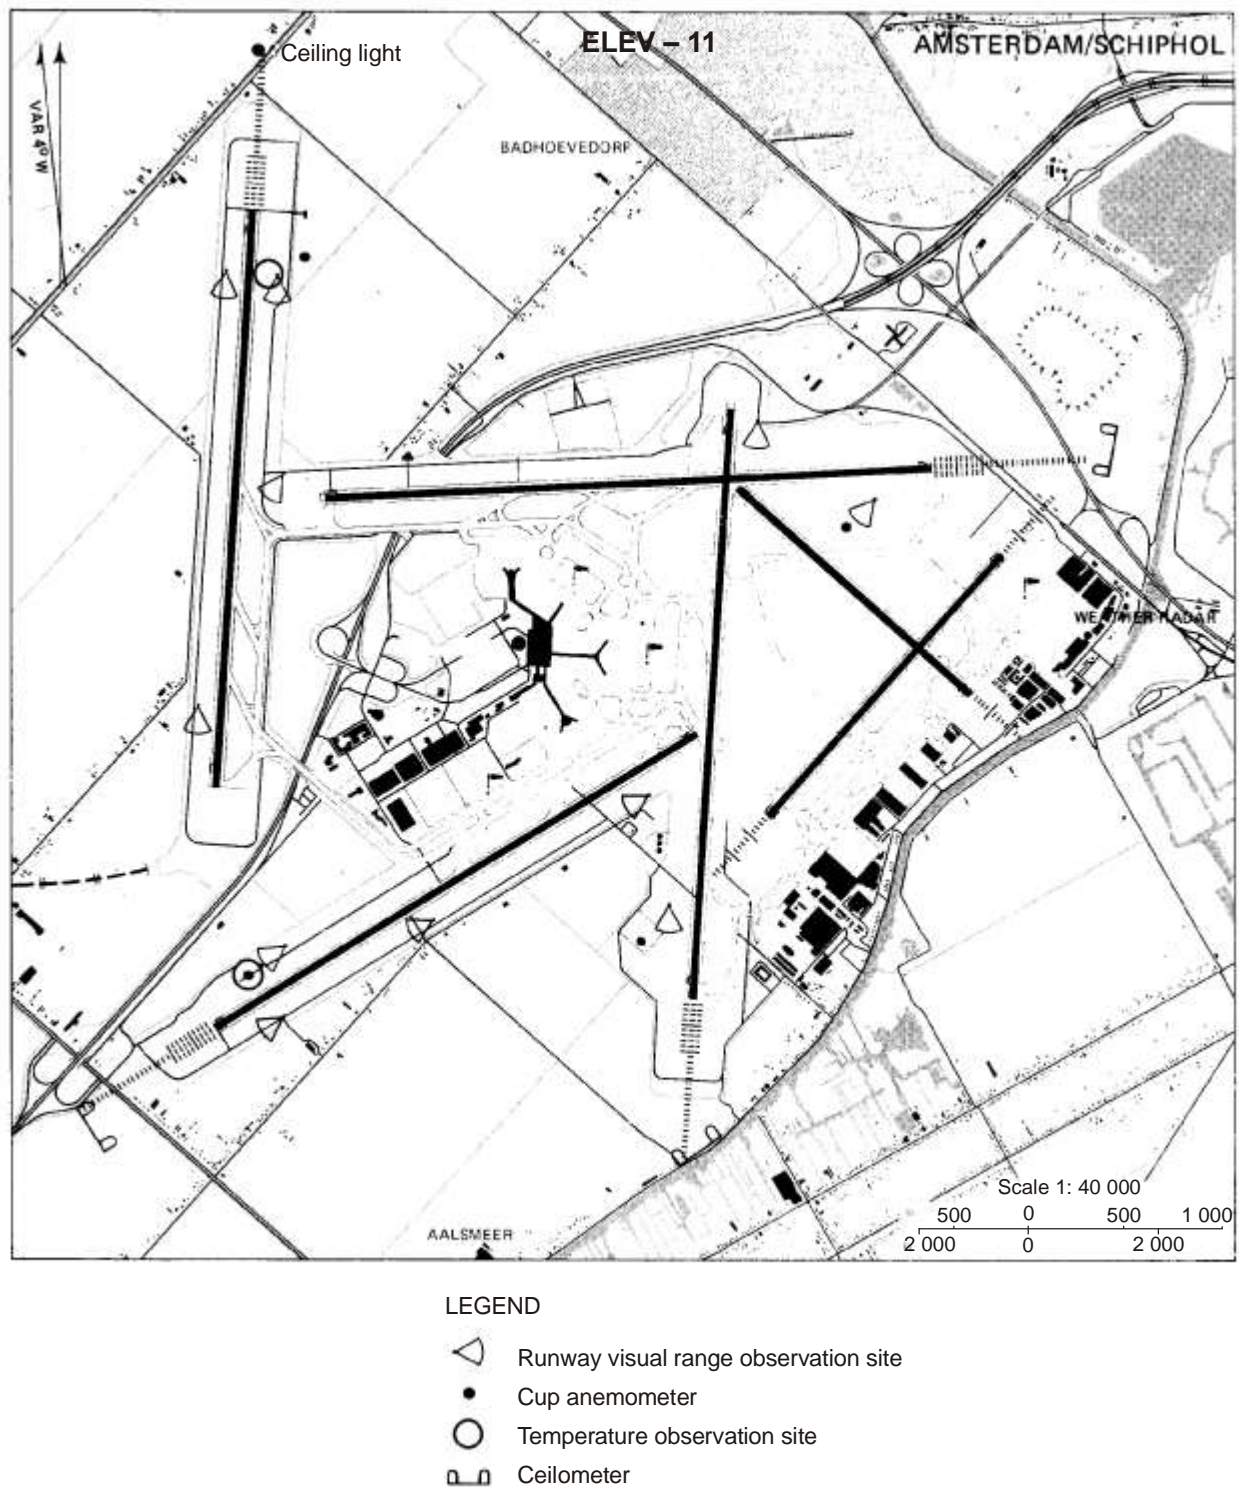 ELEV – 11
AMSTERDAM/SCHIPHOL
Ceiling light
VAR 4° W
BADHOEVEDORP
WEATHER RADAR
Scale 1: 40 000
500 0 500 1 000
2 000 0 2 000
AALSMEER
LEGEND
Runway visual range observation site
Cup anemometer
Temperature observation site
Ceilometer